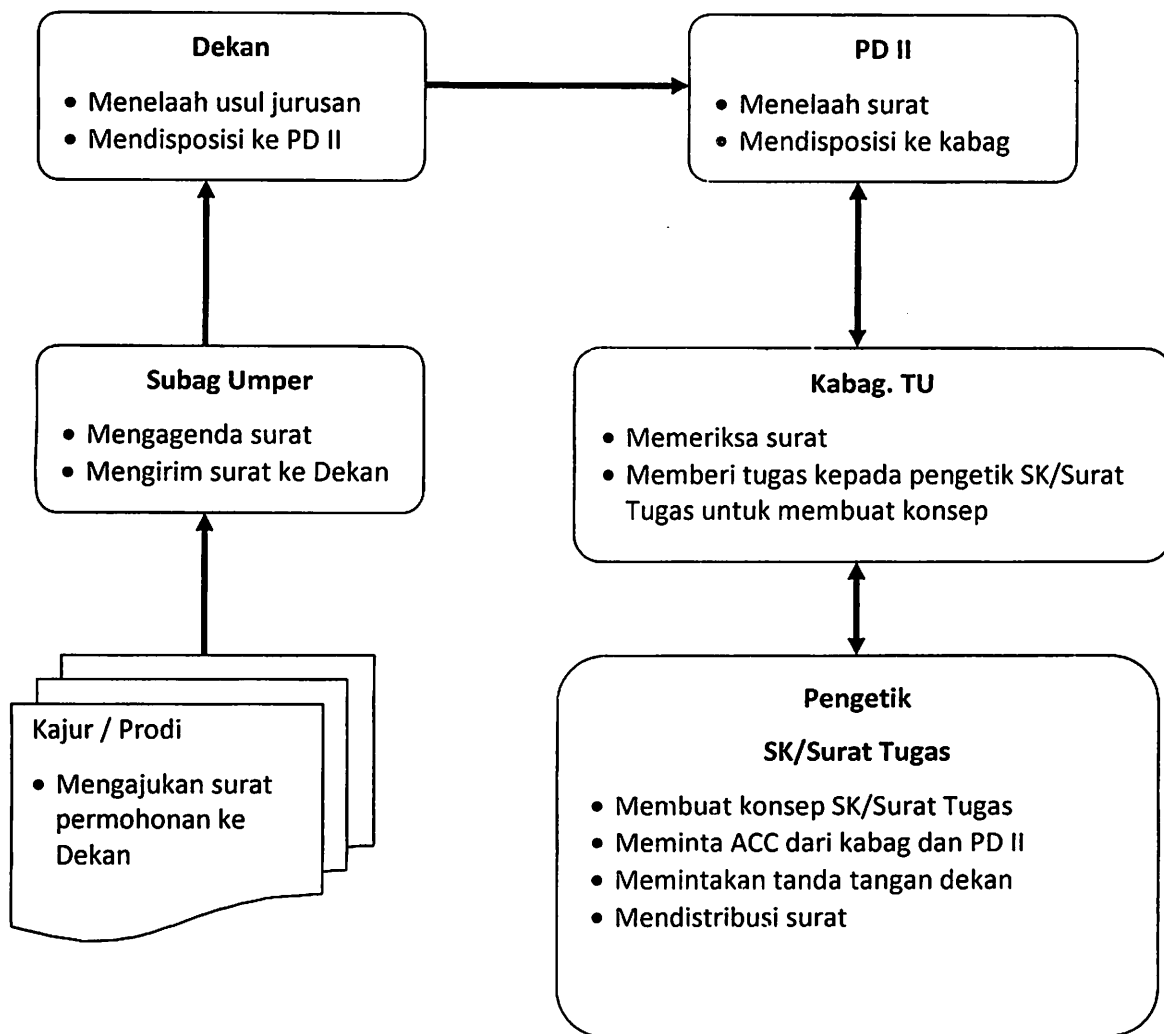 Dekan
• Menelaah usul jurusan
• Mendisposisi ke PD II
PD II
• Menelaah surat
• Mendisposisi ke kabag
Subag Umper
• Mengagenda surat
• Mengirim surat ke Dekan
Kabag. TU
• Memeriksa surat
• Memberi tugas kepada pengetik SK/Surat
Tugas untuk membuat konsep
Kajur / Prodi
• Mengajukan surat
permohonan ke
Dekan
Pengetik
SK/Surat Tugas
• Membuat konsep SK/Surat Tugas
• Meminta ACC dari kabag dan PD II
• Memintakan tanda tangan dekan
• Mendistribusi surat